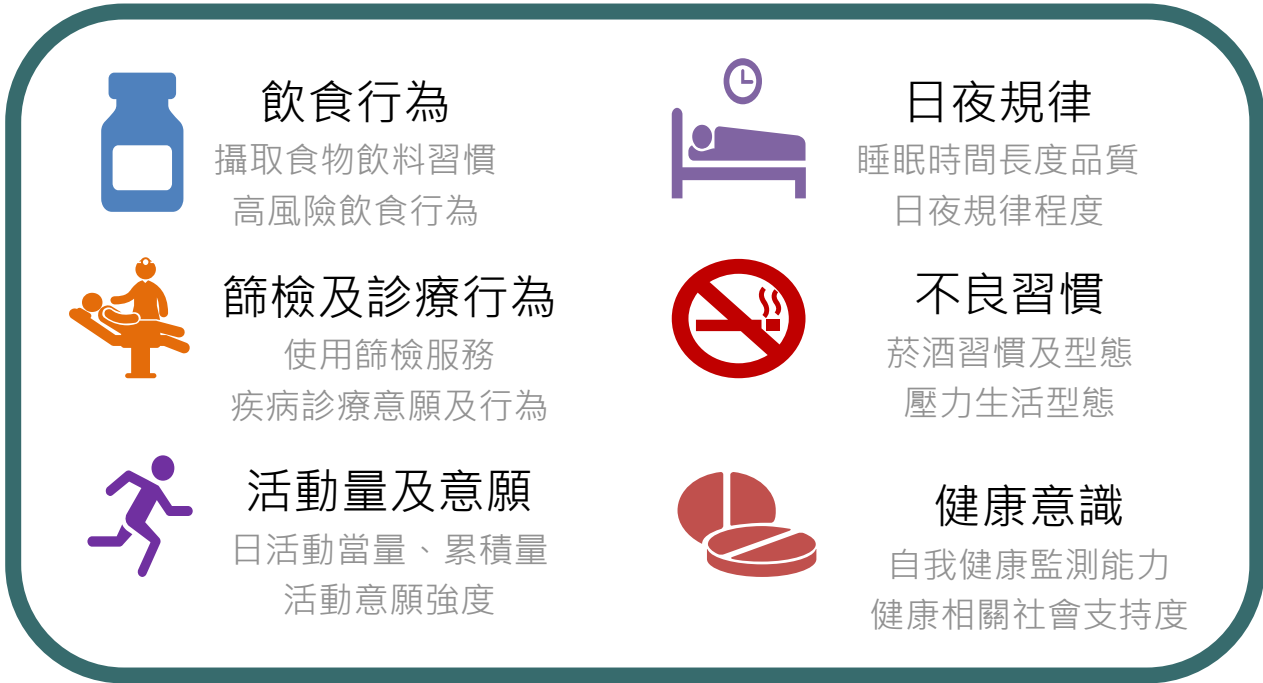 飲食行為
攝取食物飲料習慣
高風險飲食行為
日夜規律
睡眠時間長度品質
日夜規律程度
篩檢及診療行為
使用篩檢服務
疾病診療意願及行為
不良習慣
菸酒習慣及型態
壓力生活型態
活動量及意願
日活動當量、累積量
活動意願強度
健康意識
自我健康監測能力
健康相關社會支持度